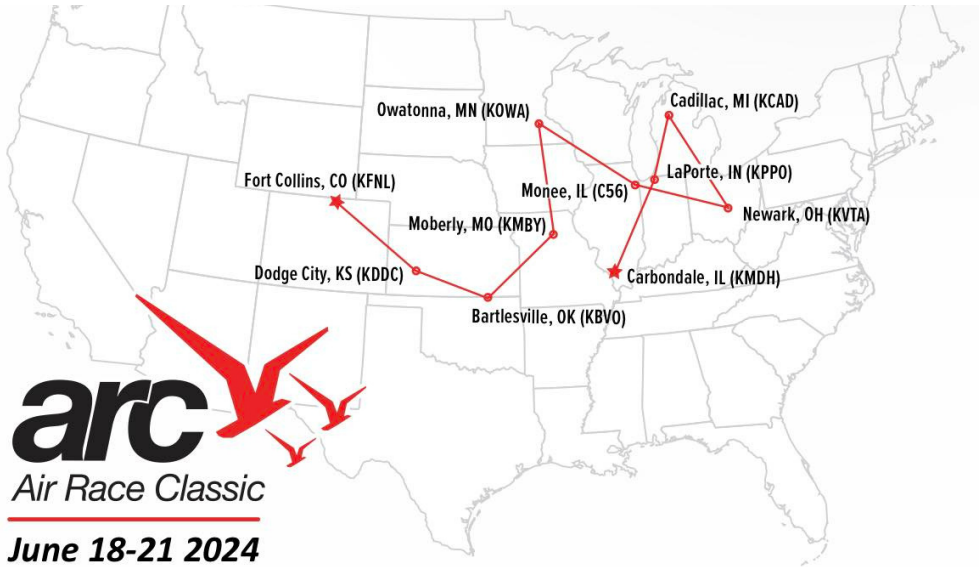 Owatonna, MN (KOWA)
Cadillac, MI (KCAD)
Fort Collins, CO (KFNL)
LaPorte, IN (KPPO)
Monee, IL (C56)
Moberly, MO (KMBY)
Newark, OH (KVTA)
Dodge City, KS (KDDC)
Carbondale, IL (KMDH)
Bartlesville, OK (KBVO)
arc
Air Race Classic
June 18-21 2024